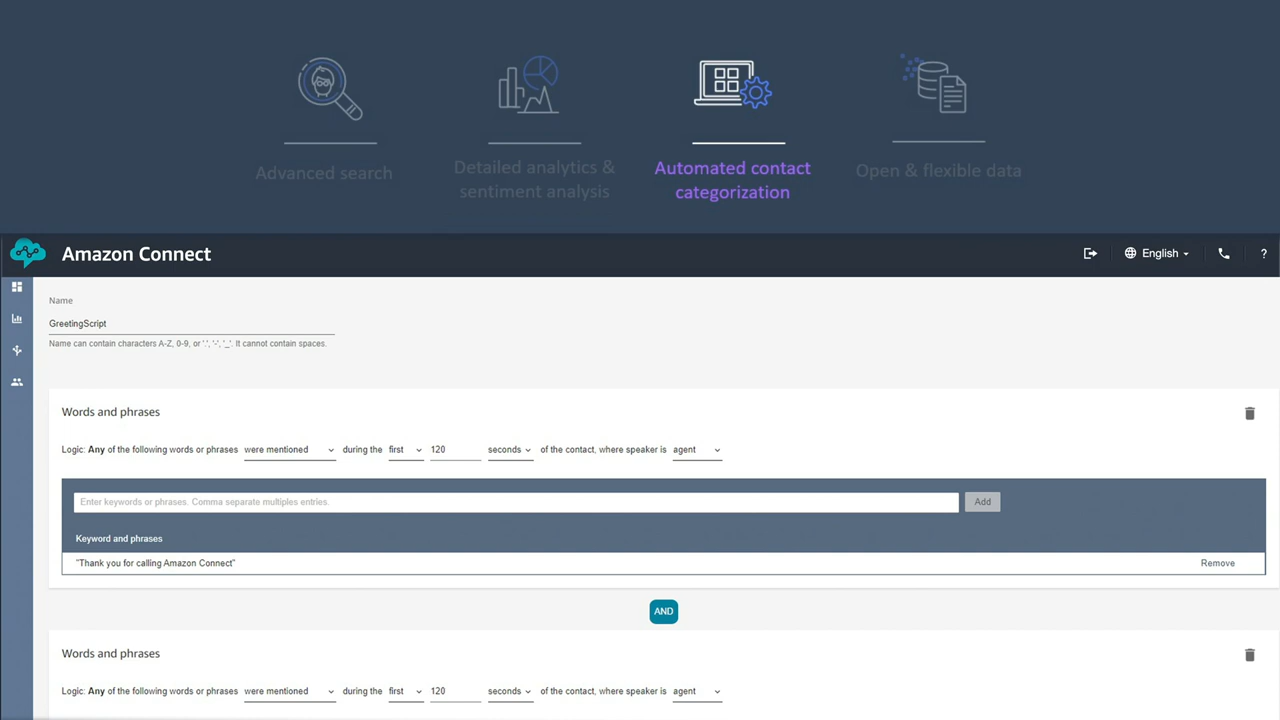 Advanced search
Detailed analytics &
sentiment analysis
Automated contact
categorization
Open & flexible data
Amazon Connect
English
?
Name
GreetingScript
Name can contain characters A-Z, 0-9, or '.', '-', '_'. It cannot contain spaces.
Words and phrases
Logic: Any of the following words or phrases were mentioned during the first 120 seconds of the contact, where speaker is agent
Enter keywords or phrases. Comma separate multiple entries.
Add
Keyword and phrases
"Thank you for calling Amazon Connect"
Remove
AND
Words and phrases
Logic: Any of the following words or phrases were mentioned during the first 120 seconds of the contact, where speaker is agent